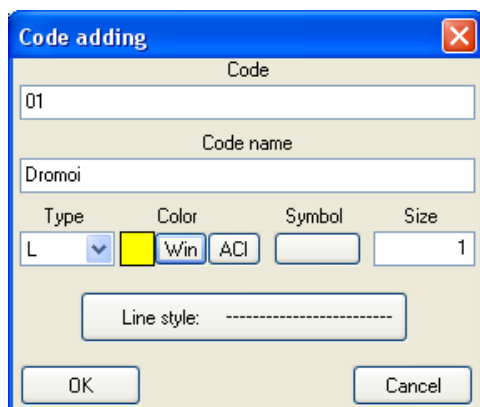 Code adding
Code
01
Code name
Dromoi
Type Color Symbol Size
L Win ACI 1
Line style: -------------------------
OK Cancel